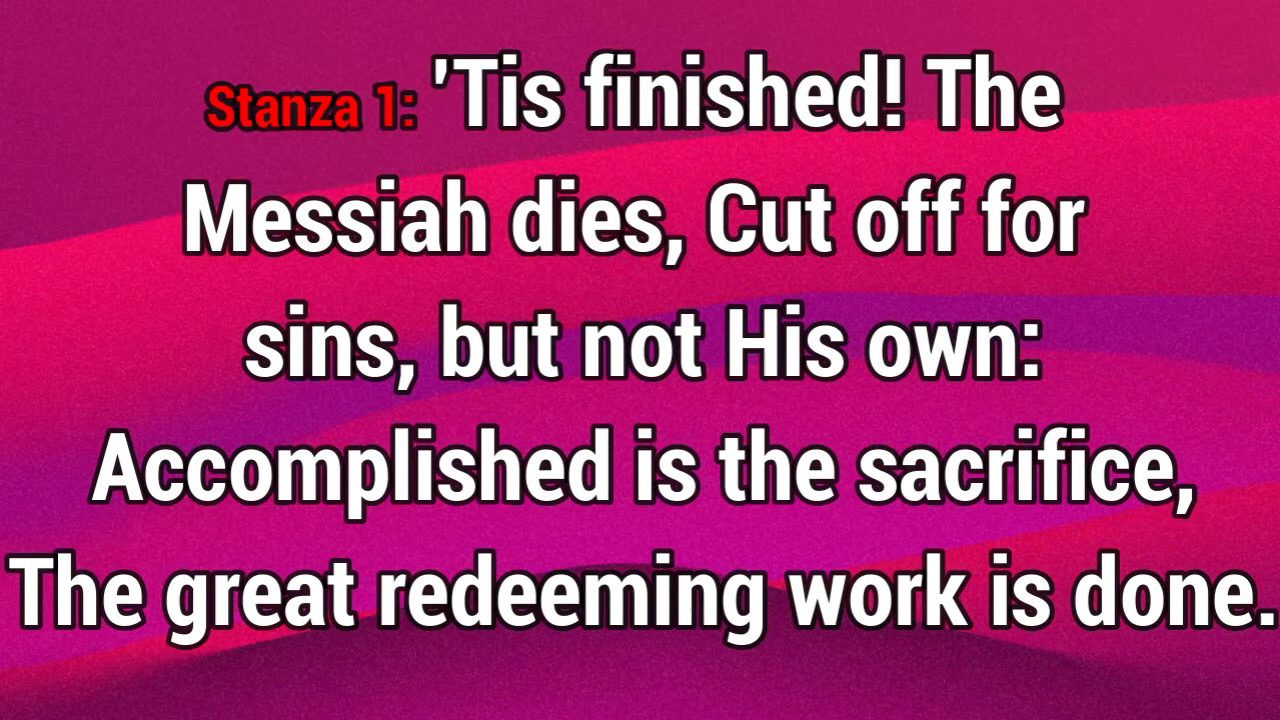 Stanza 1: 'Tis finished! The
Messiah dies, Cut off for
sins, but not His own:
Accomplished is the sacrifice,
The great redeeming work is done.